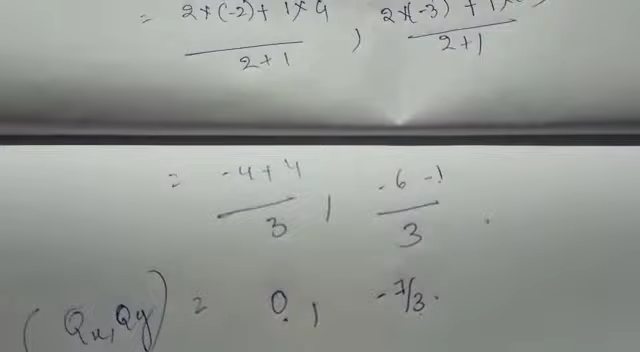 = 2×(-2)+1×4 / 2+1 , 2×(-3)+1× / 2+1
= -4+4 / 3 , -6-1 / 3 .
(Qx, Qy) = 0, -7/3.